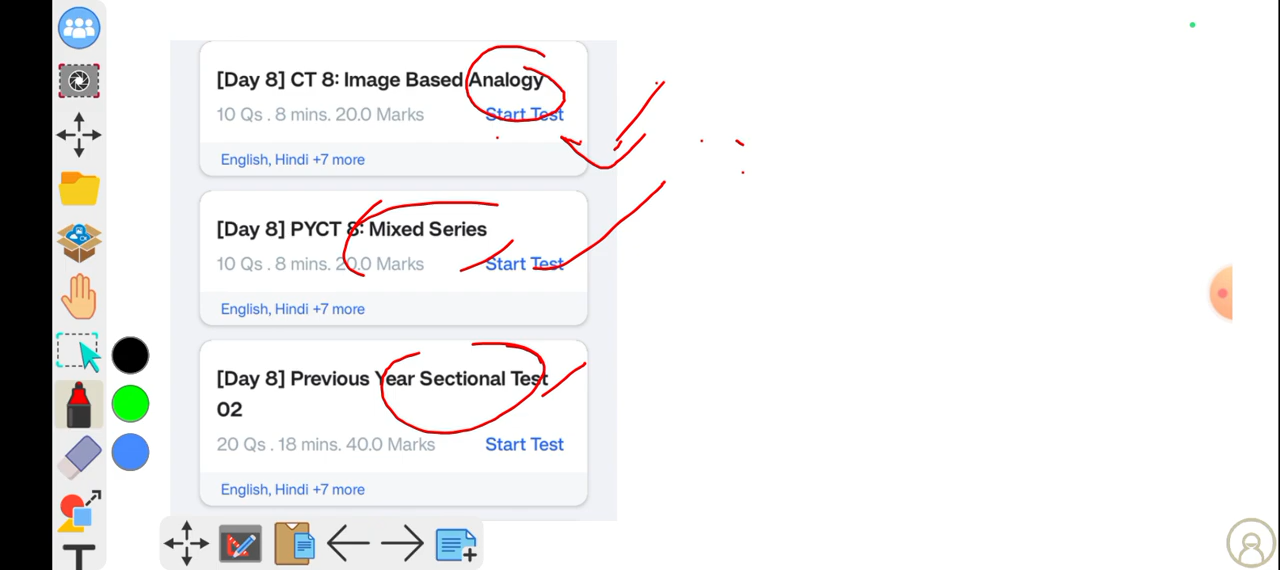 [Day 8] CT 8: Image Based Analogy
10 Qs . 8 mins. 20.0 Marks
Start Test
English, Hindi +7 more
[Day 8] PYCT 8: Mixed Series
10 Qs . 8 mins. 20.0 Marks
Start Test
English, Hindi +7 more
[Day 8] Previous Year Sectional Test
02
20 Qs . 18 mins. 40.0 Marks
Start Test
English, Hindi +7 more